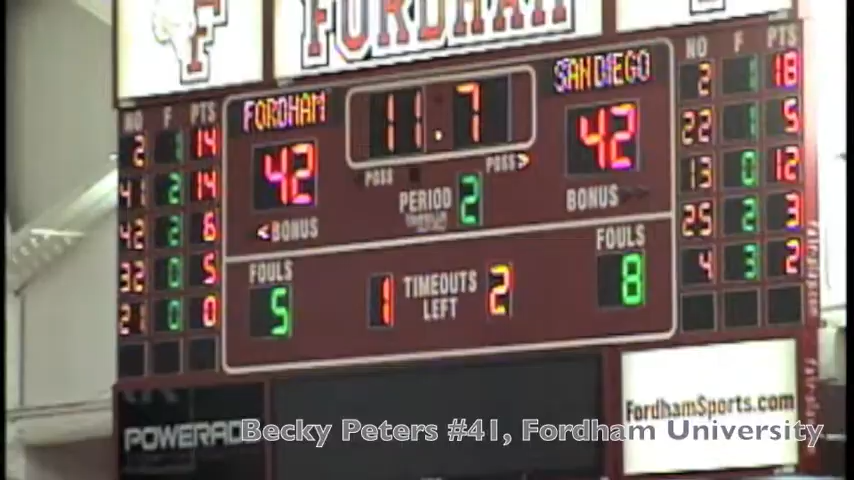 FORDHAM
NO F PTS
2 1 14
41 2 14
42 2 6
32 0 5
21 0 0
FORDHAM
42
11.7
SAN DIEGO
42
POSS
POSS >
PERIOD 2
< BONUS
BONUS
FOULS
5
1 TIMEOUTS LEFT 2
FOULS
8
NO F PTS
2 1 18
22 1 5
13 0 12
25 2 3
4 3 2
POWERAD
FordhamSports.com
Becky Peters #41, Fordham University